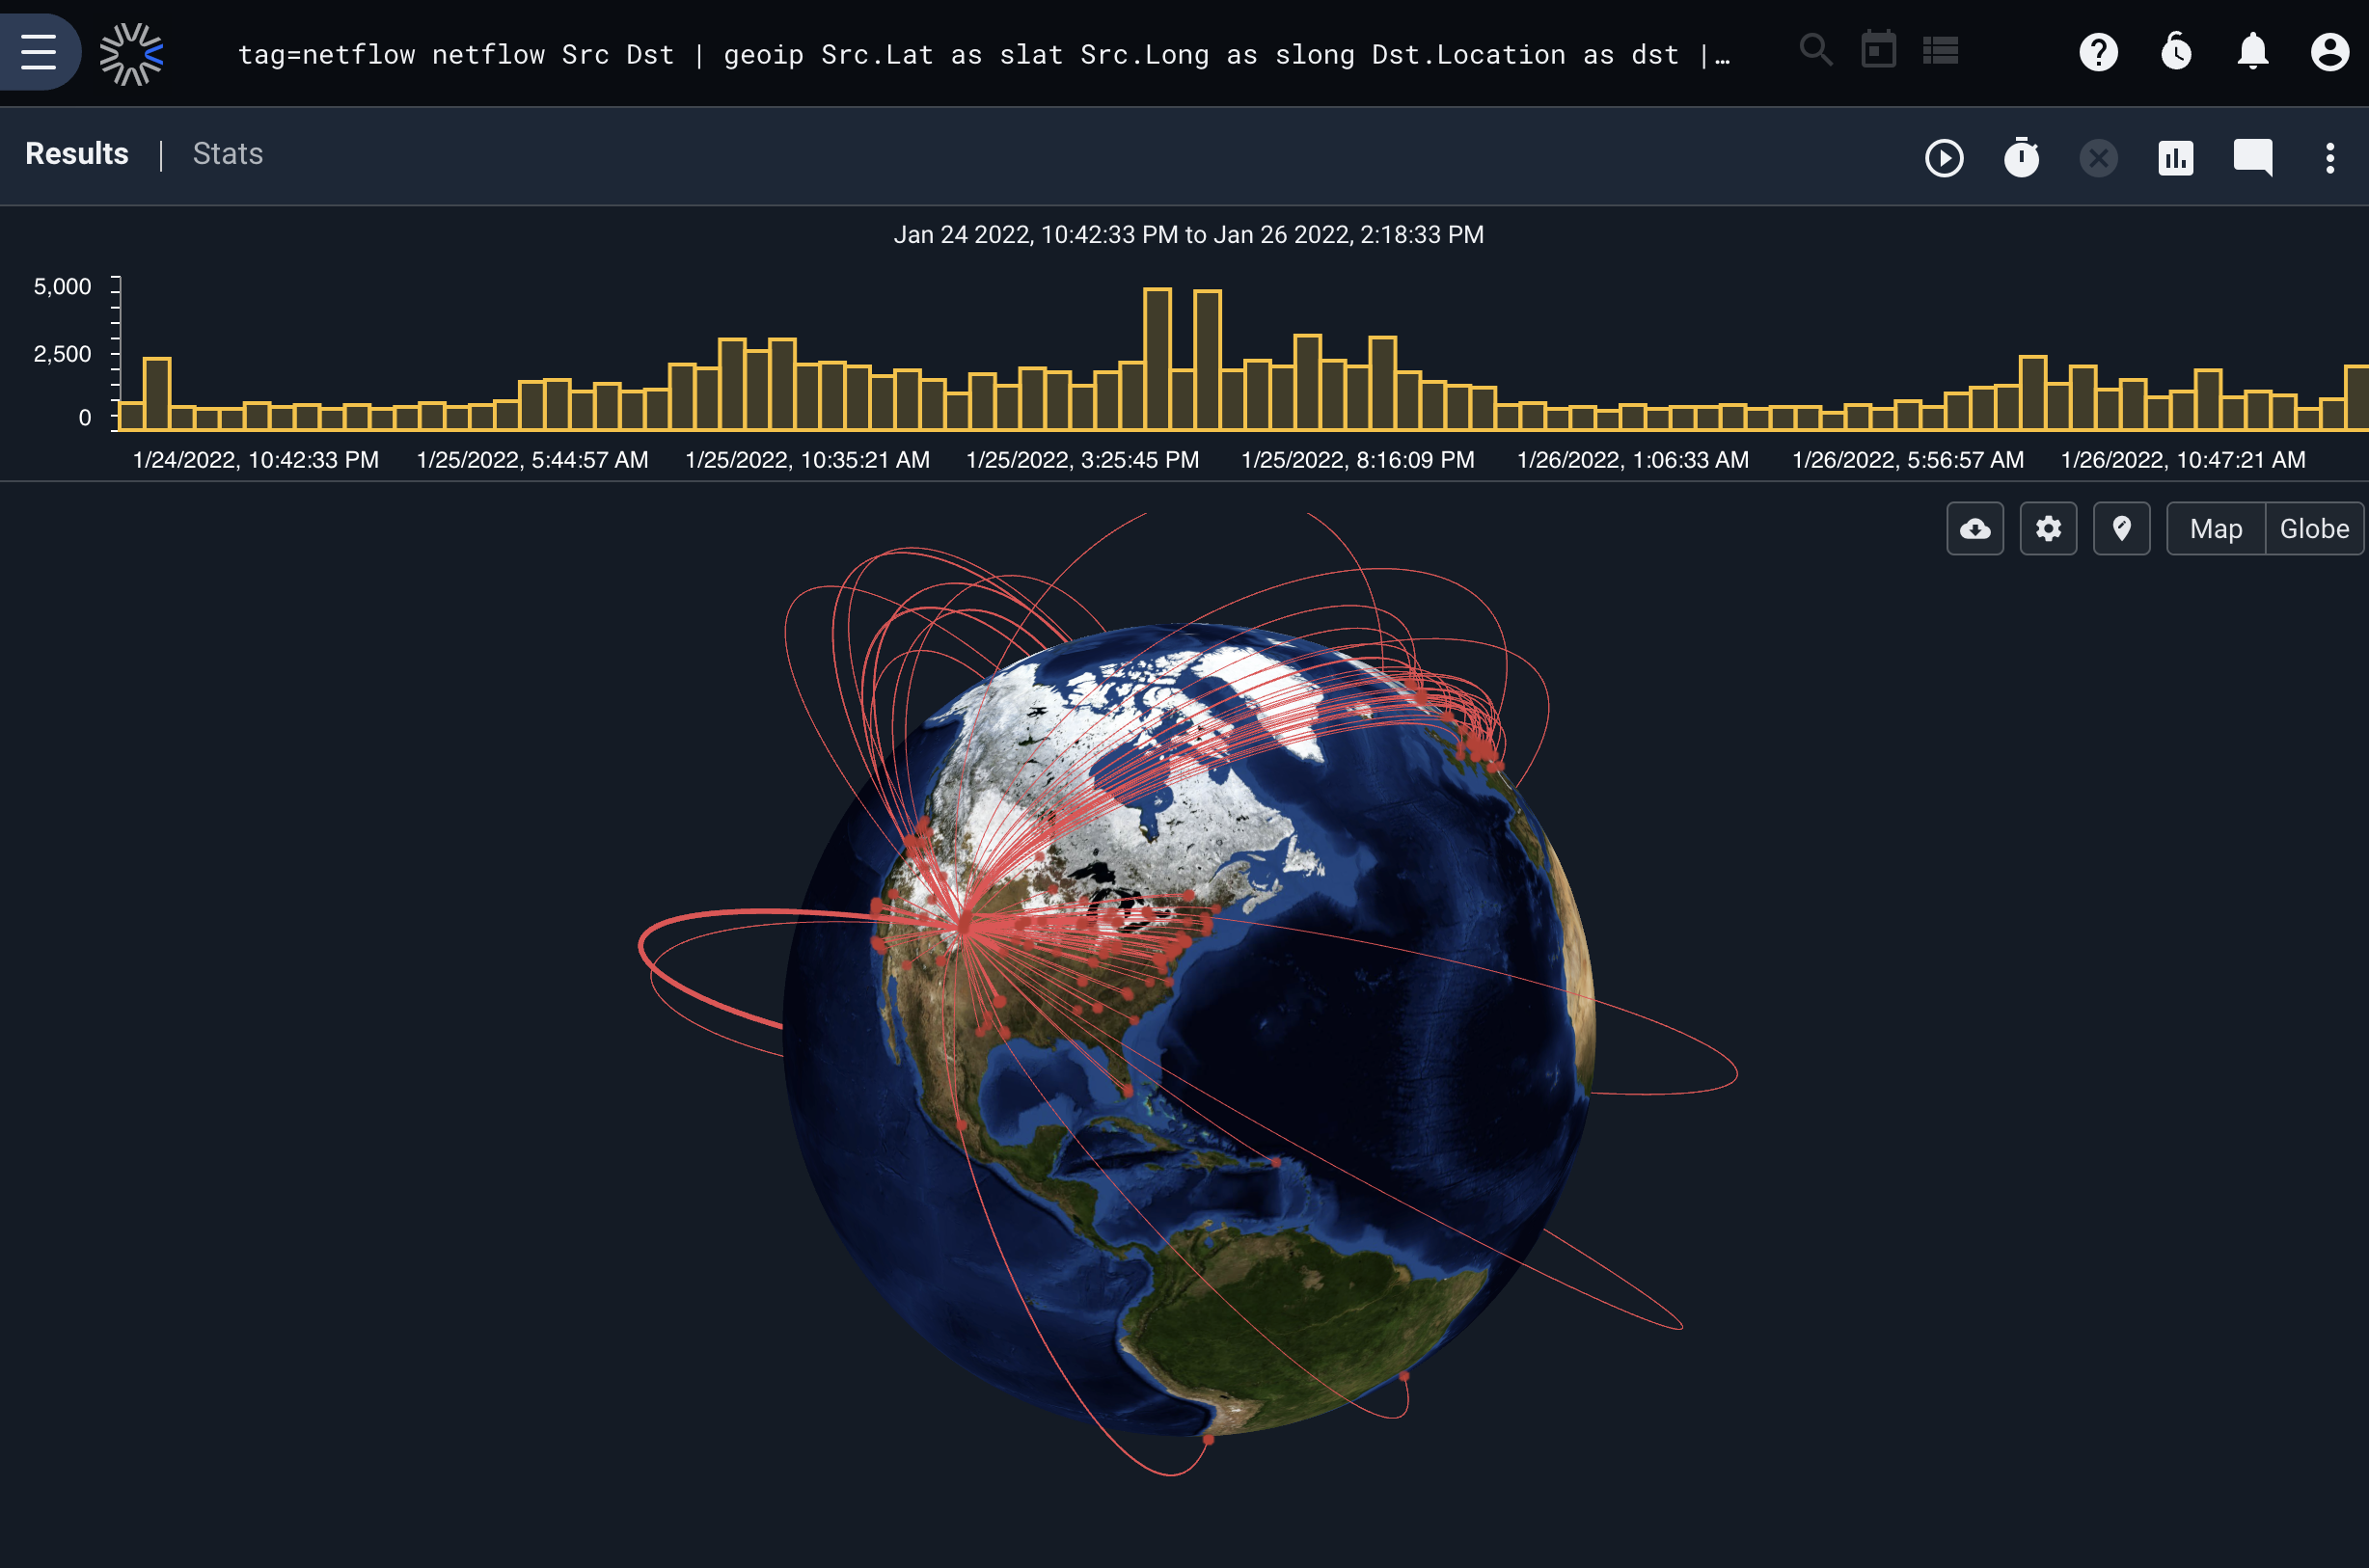 tag=netflow netflow Src Dst | geoip Src.Lat as slat Src.Long as slong Dst.Location as dst |…
Results | Stats
Jan 24 2022, 10:42:33 PM to Jan 26 2022, 2:18:33 PM
5,000
2,500
0
1/24/2022, 10:42:33 PM 1/25/2022, 5:44:57 AM 1/25/2022, 10:35:21 AM 1/25/2022, 3:25:45 PM 1/25/2022, 8:16:09 PM 1/26/2022, 1:06:33 AM 1/26/2022, 5:56:57 AM 1/26/2022, 10:47:21 AM
Map Globe